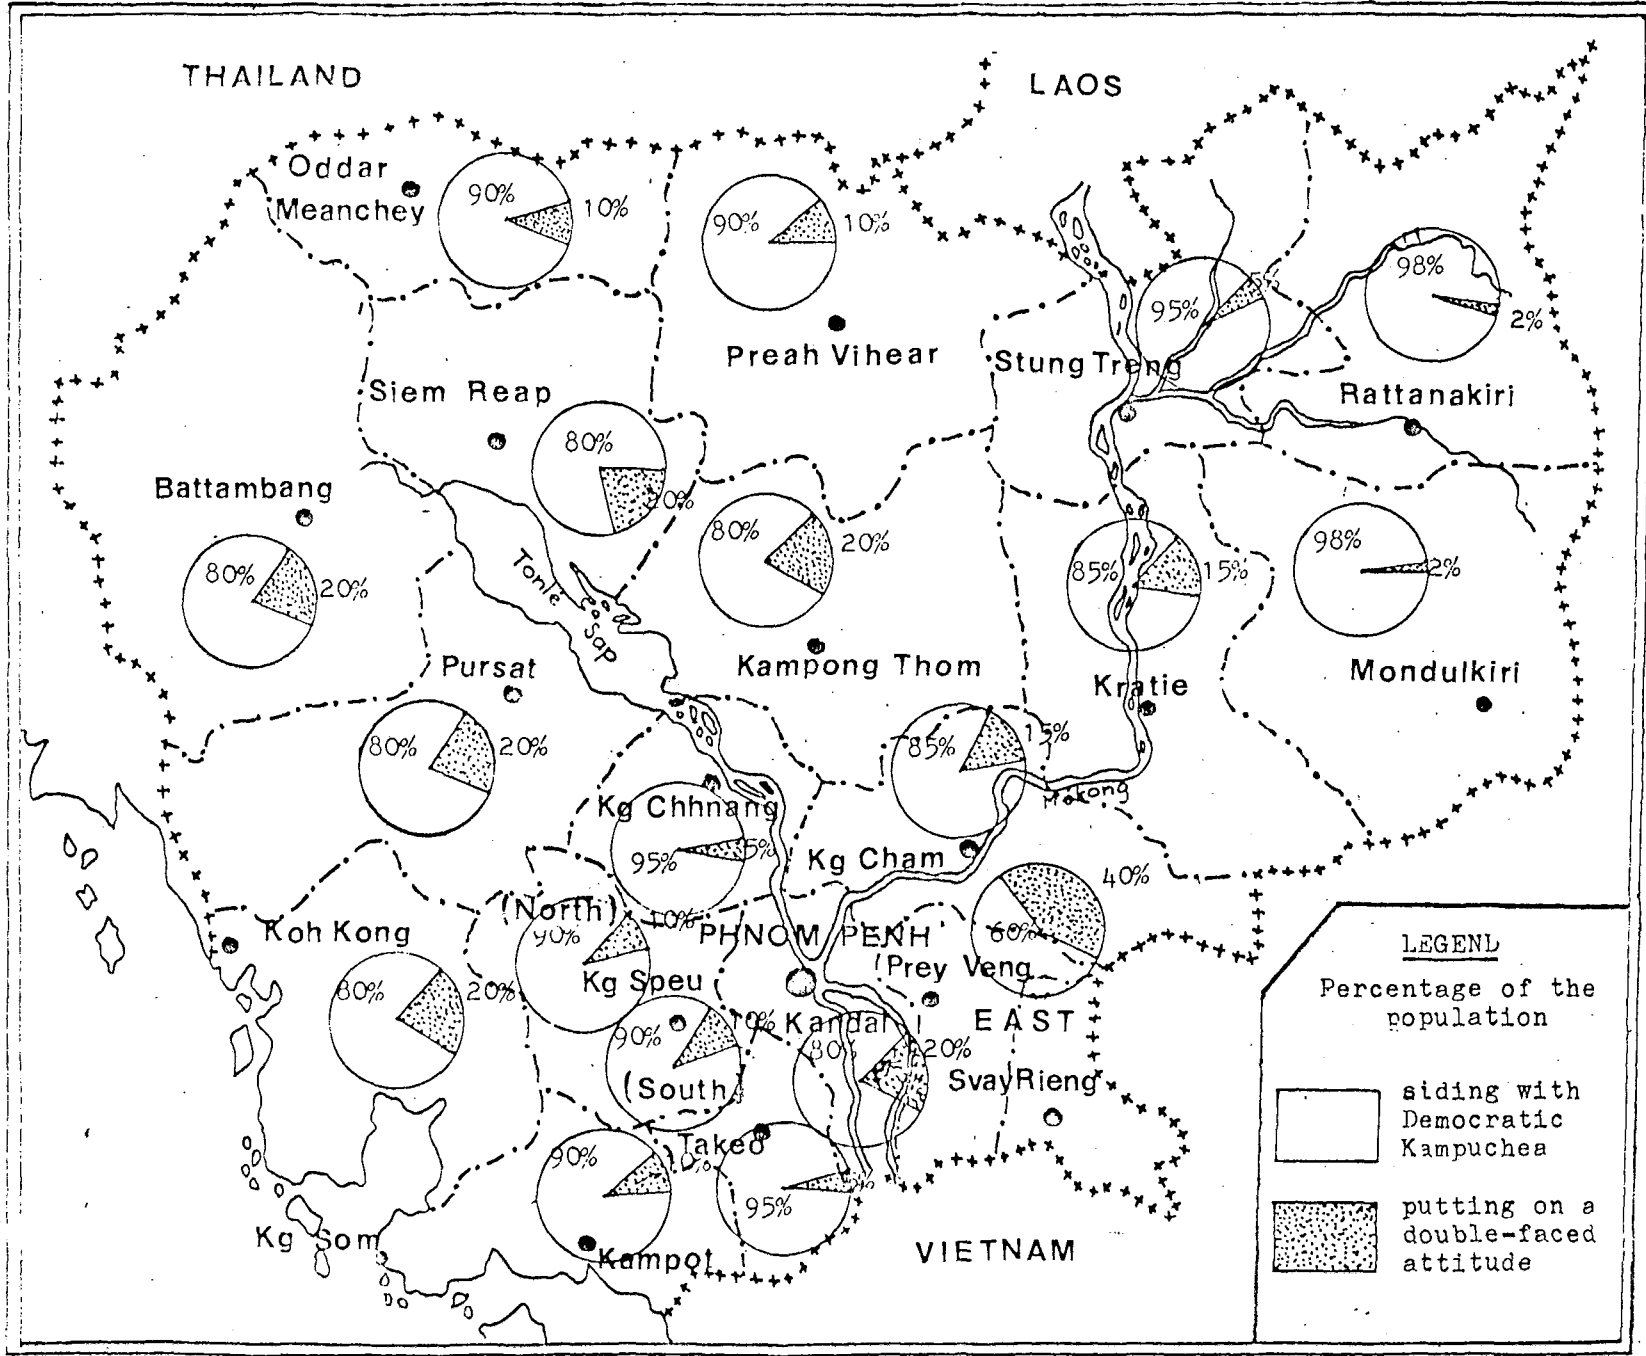 THAILAND
LAOS
Oddar
Meanchey
90%
10%
90%
10%
Preah Vihear
95%
5%
Stung Treng
98%
2%
Rattanakiri
Siem Reap
80%
20%
Battambang
80%
20%
Tonlé
Sap
80%
20%
Kampong Thom
85%
15%
Kratie
98%
2%
Mondulkiri
Pursat
80%
20%
85%
15%
Mekong
Kg Cham
Kg Chhnang
95%
5%
(North)
90%
10%
Kg Speu
90%
10%
(South)
PHNOM PENH
40%
60%
(Prey Veng
EAST
Svay Rieng
Koh Kong
80%
20%
Kandal
80%
20%
Takeo
95%
90%
Kampot
Kg Som
VIETNAM
LEGEND
Percentage of the
population
siding with
Democratic
Kampuchea
putting on a
double-faced
attitude